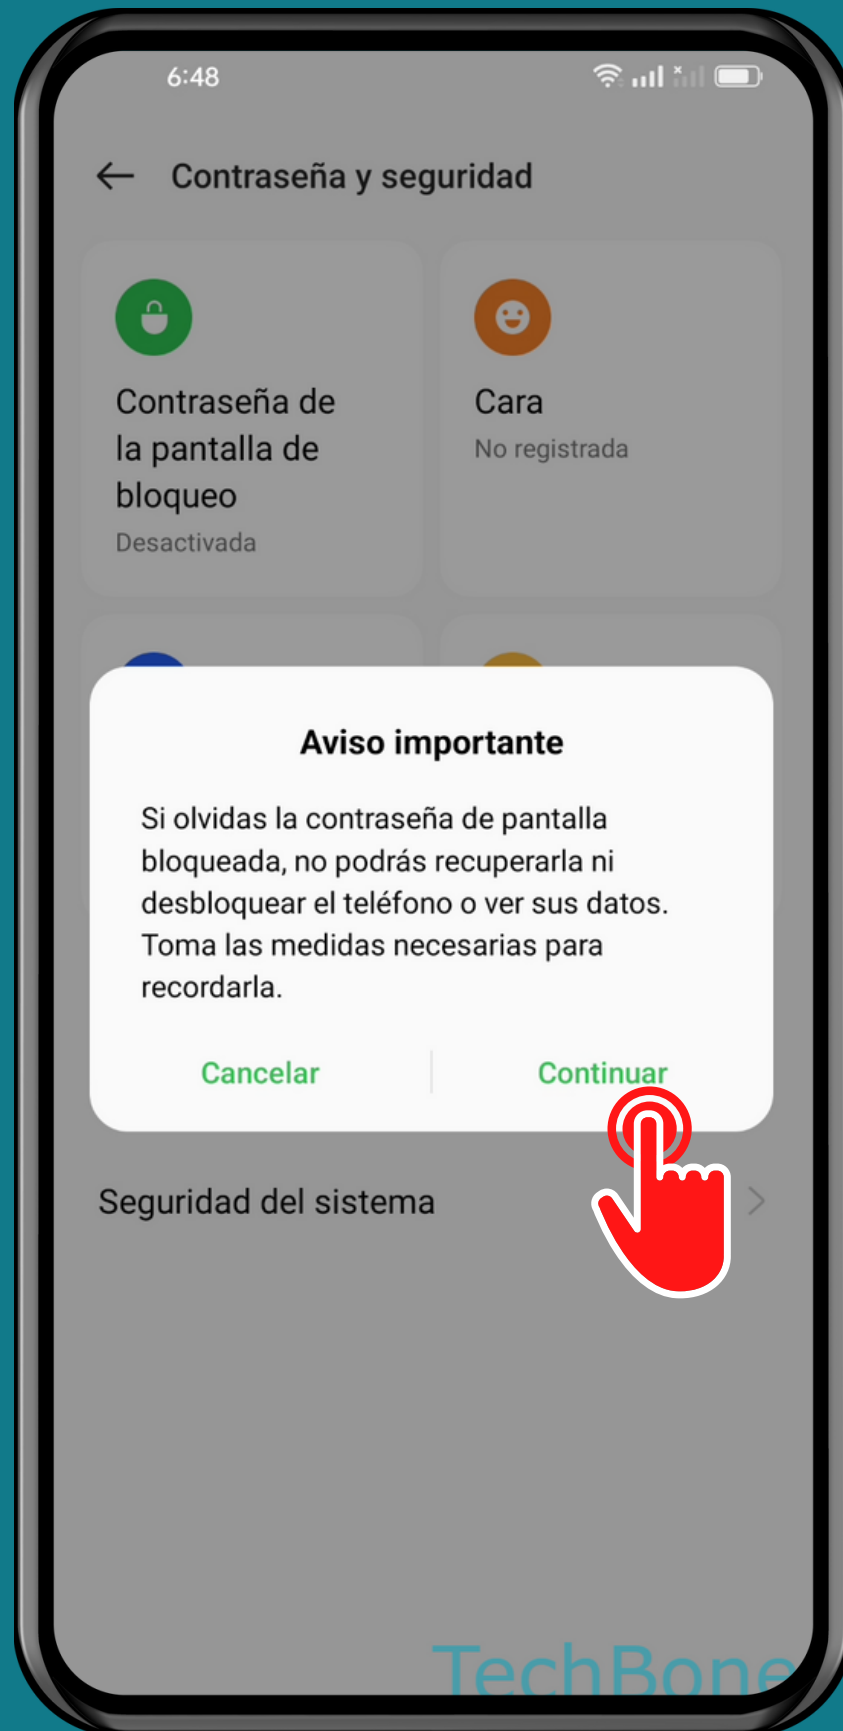 6:48
Contraseña y seguridad
Contraseña de
la pantalla de
bloqueo
Desactivada
Cara
No registrada
Aviso importante
Si olvidas la contraseña de pantalla
bloqueada, no podrás recuperarla ni
desbloquear el teléfono o ver sus datos.
Toma las medidas necesarias para
recordarla.
Cancelar
Continuar
Seguridad del sistema
TechBone